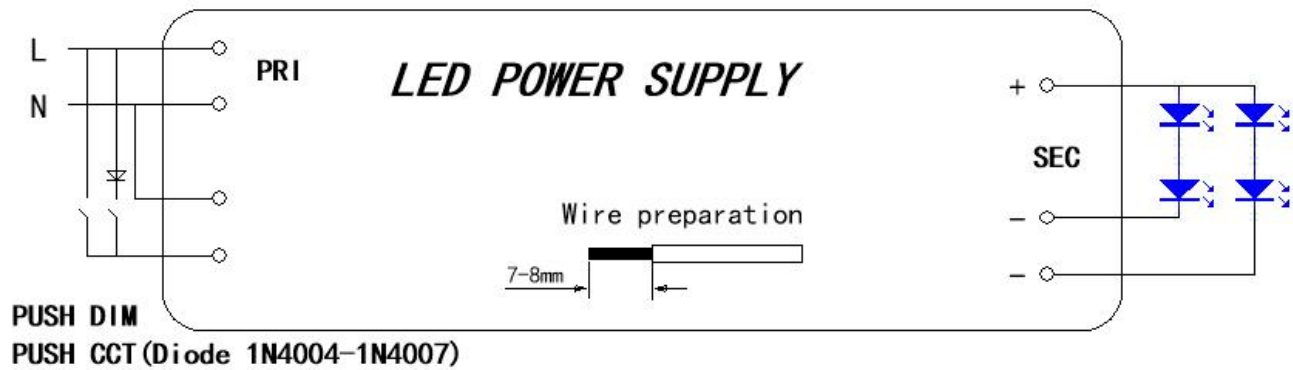 L
N
PRI
LED POWER SUPPLY
+
SEC
−
−
Wire preparation
7-8mm
PUSH DIM
PUSH CCT(Diode 1N4004-1N4007)